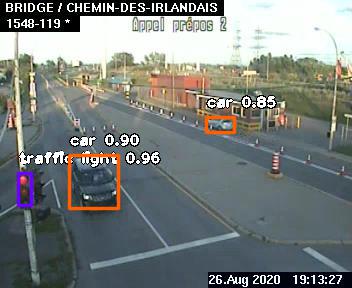 BRIDGE / CHEMIN-DES-IRLANDAIS
1548-119 *
Appel prépos 2
car 0.85
car 0.90
traffic light 0.96
26.Aug 2020 19:13:27